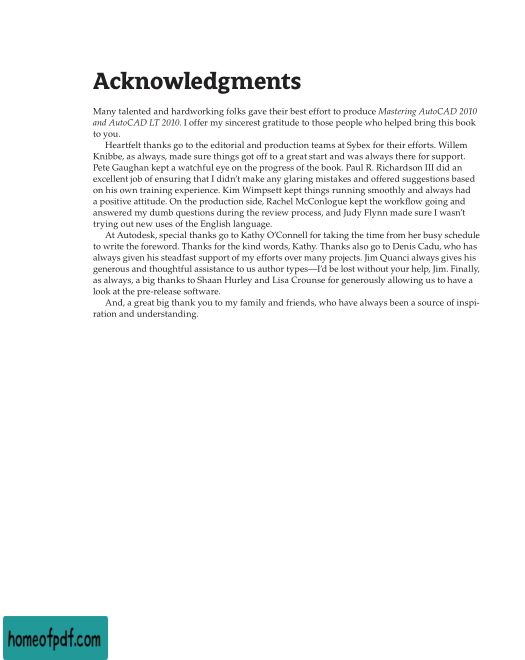 Acknowledgments
Many talented and hardworking folks gave their best effort to produce Mastering AutoCAD 2010
and AutoCAD LT 2010. I offer my sincerest gratitude to those people who helped bring this book
to you.
Heartfelt thanks go to the editorial and production teams at Sybex for their efforts. Willem
Knibbe, as always, made sure things got off to a great start and was always there for support.
Pete Gaughan kept a watchful eye on the progress of the book. Paul R. Richardson III did an
excellent job of ensuring that I didn't make any glaring mistakes and offered suggestions based
on his own training experience. Kim Wimpsett kept things running smoothly and always had
a positive attitude. On the production side, Rachel McConlogue kept the workflow going and
answered my dumb questions during the review process, and Judy Flynn made sure I wasn't
trying out new uses of the English language.
At Autodesk, special thanks go to Kathy O'Connell for taking the time from her busy schedule
to write the foreword. Thanks for the kind words, Kathy. Thanks also go to Denis Cadu, who has
always given his steadfast support of my efforts over many projects. Jim Quanci always gives his
generous and thoughtful assistance to us author types—I'd be lost without your help, Jim. Finally,
as always, a big thanks to Shaan Hurley and Lisa Crounse for generously allowing us to have a
look at the pre-release software.
And, a great big thank you to my family and friends, who have always been a source of inspi-
ration and understanding.
homeofpdf.com